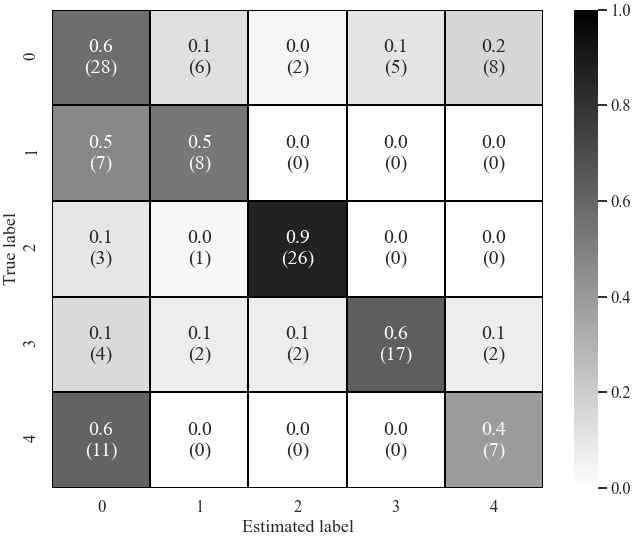 0.6 0.1 0.0 0.1 0.2 1.0
0 (28) (6) (2) (5) (8)
0.8
0.5 0.5 0.0 0.0 0.0
1 (7) (8) (0) (0) (0)
0.6
True label
0.1 0.0 0.9 0.0 0.0
2 (3) (1) (26) (0) (0)
0.4
0.1 0.1 0.1 0.6 0.1
3 (4) (2) (2) (17) (2)
0.2
0.6 0.0 0.0 0.0 0.4
4 (11) (0) (0) (0) (7)
0.0
0 1 2 3 4
Estimated label